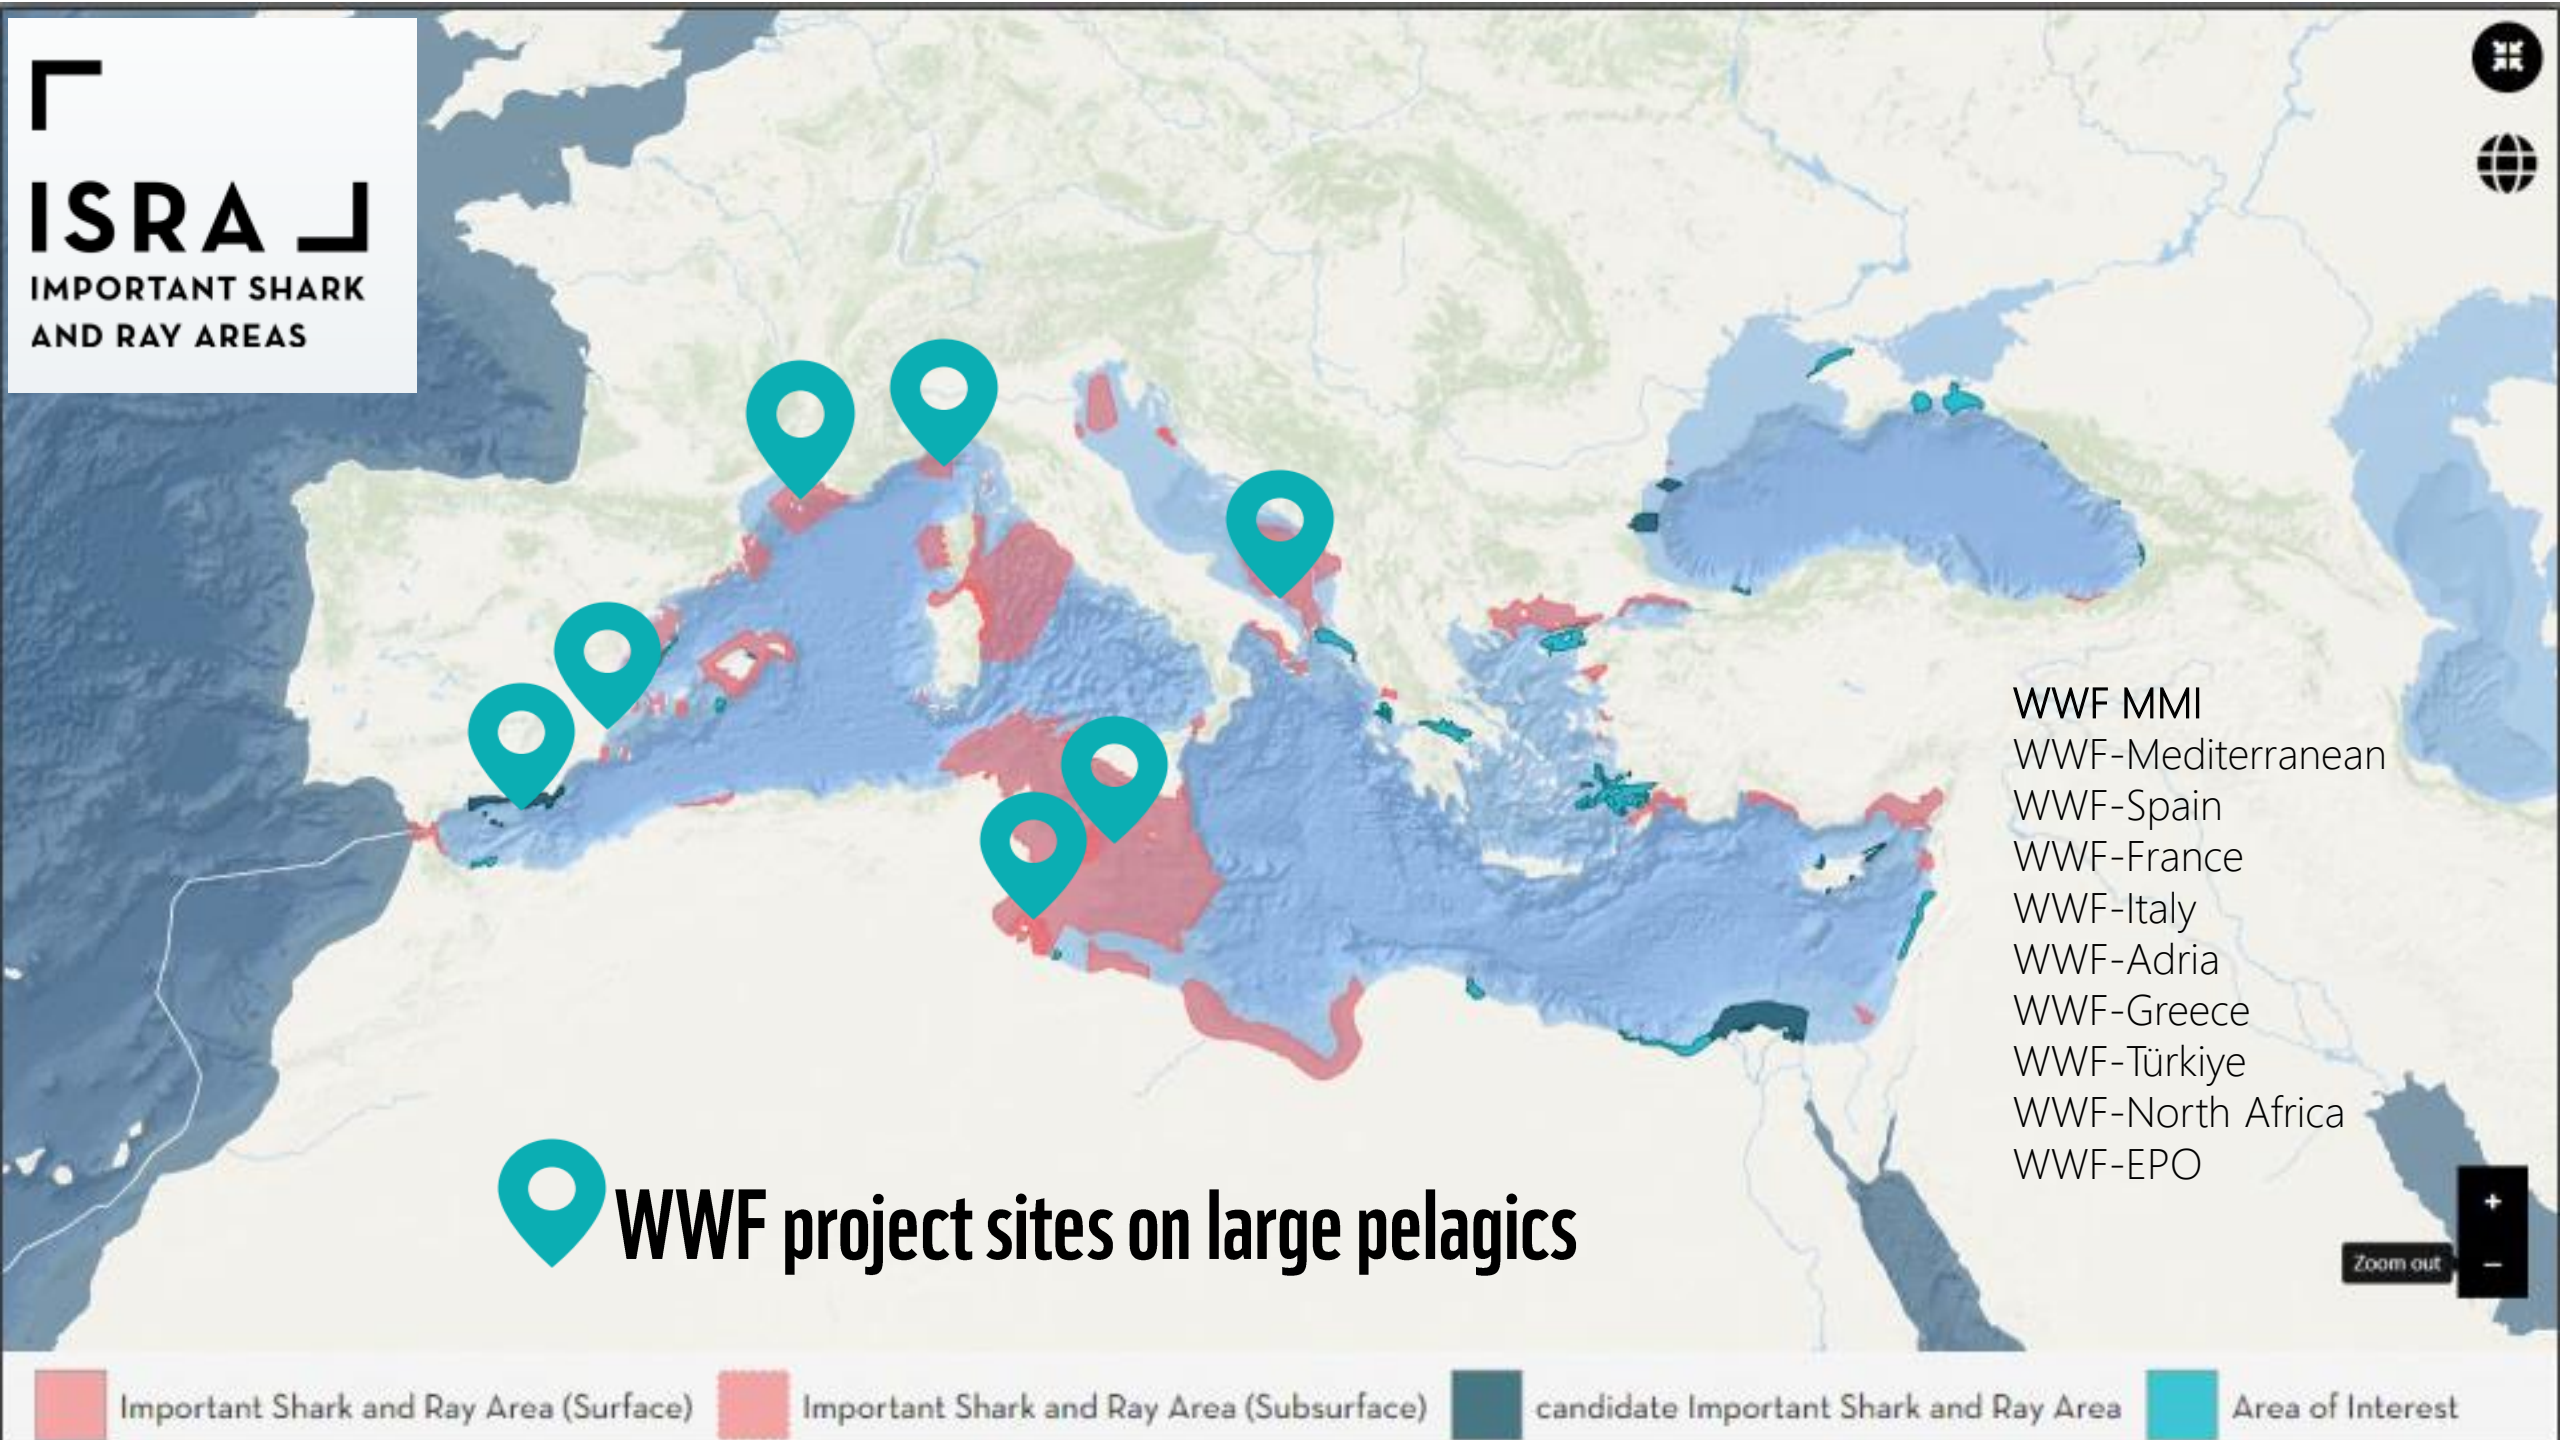 ISRA
IMPORTANT SHARK
AND RAY AREAS
WWF MMI
WWF-Mediterranean
WWF-Spain
WWF-France
WWF-Italy
WWF-Adria
WWF-Greece
WWF-Türkiye
WWF-North Africa
WWF-EPO
WWF project sites on large pelagics
+
Zoom out
–
Important Shark and Ray Area (Surface)
Important Shark and Ray Area (Subsurface)
candidate Important Shark and Ray Area
Area of Interest